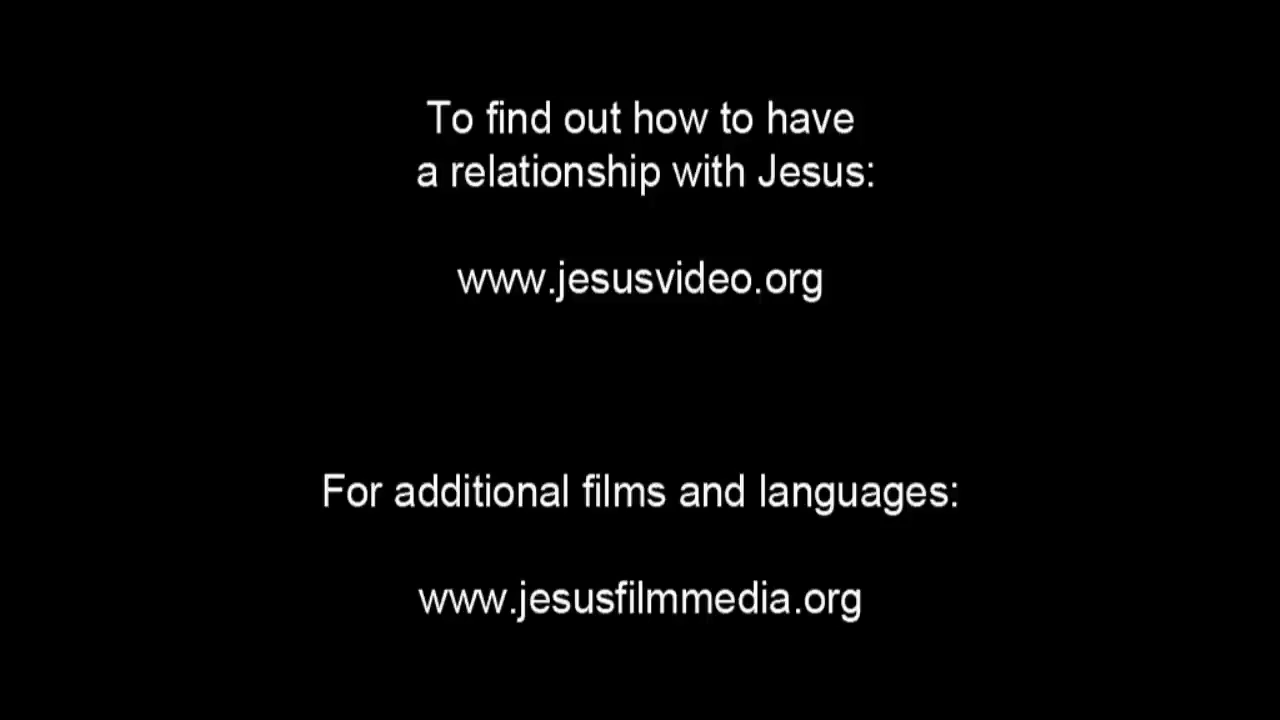 To find out how to have
a relationship with Jesus:
www.jesusvideo.org
For additional films and languages:
www.jesusfilmmedia.org